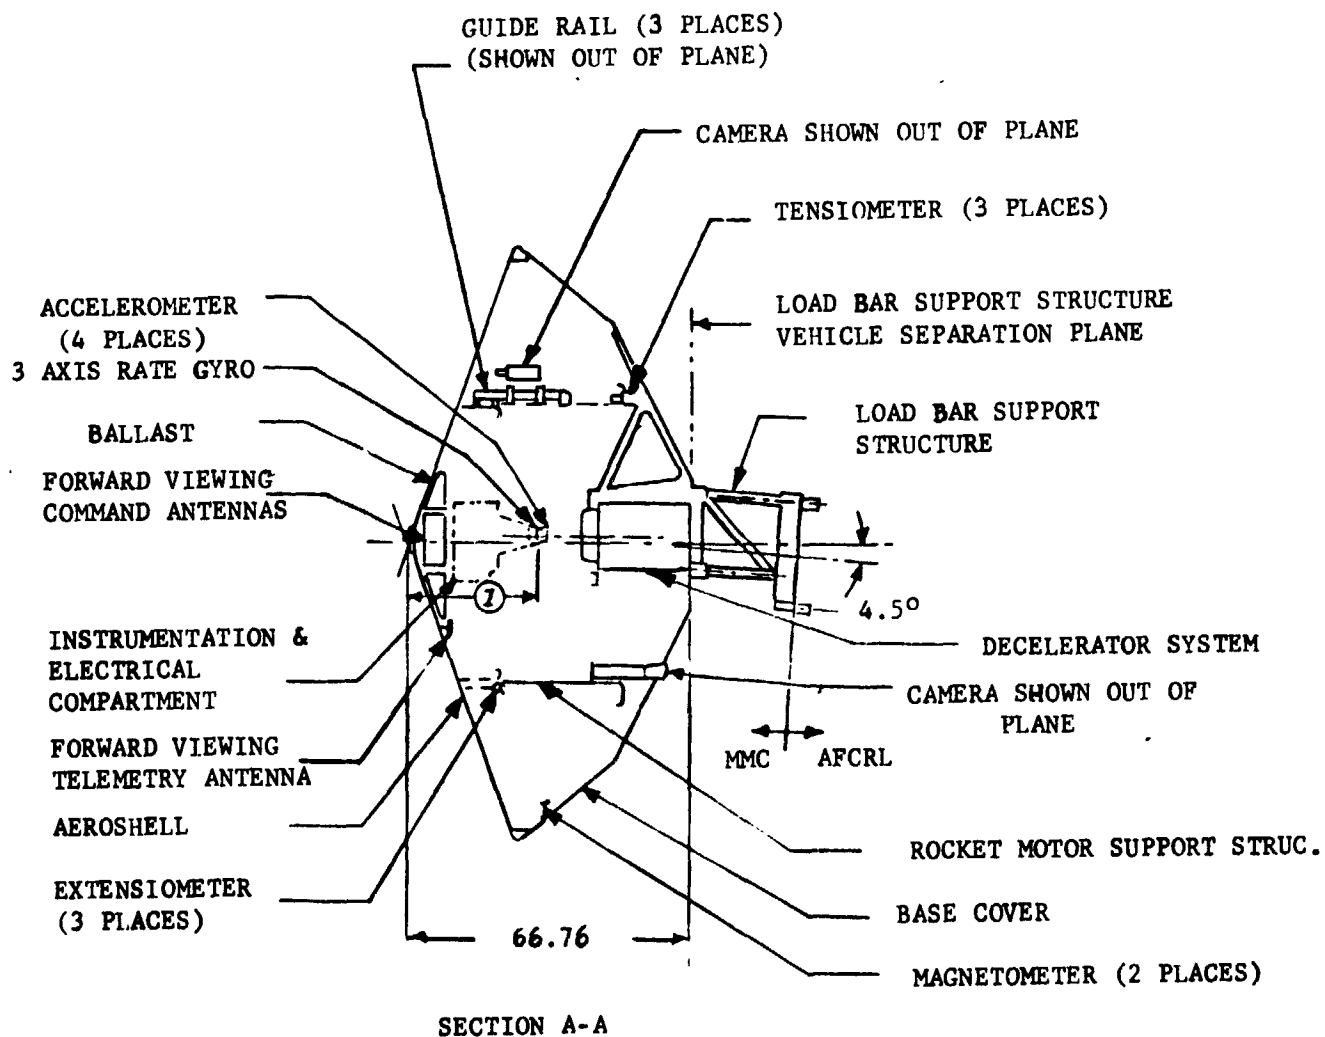 GUIDE RAIL (3 PLACES)
(SHOWN OUT OF PLANE)
CAMERA SHOWN OUT OF PLANE
TENSIOMETER (3 PLACES)
LOAD BAR SUPPORT STRUCTURE
VEHICLE SEPARATION PLANE
ACCELEROMETER
(4 PLACES)
3 AXIS RATE GYRO
BALLAST
LOAD BAR SUPPORT
STRUCTURE
FORWARD VIEWING
COMMAND ANTENNAS
1
4.5°
INSTRUMENTATION &
ELECTRICAL
COMPARTMENT
DECELERATOR SYSTEM
CAMERA SHOWN OUT OF
PLANE
MMC AFCRL
FORWARD VIEWING
TELEMETRY ANTENNA
AEROSHELL
ROCKET MOTOR SUPPORT STRUC.
EXTENSIOMETER
(3 PLACES)
BASE COVER
66.76
MAGNETOMETER (2 PLACES)
SECTION A-A